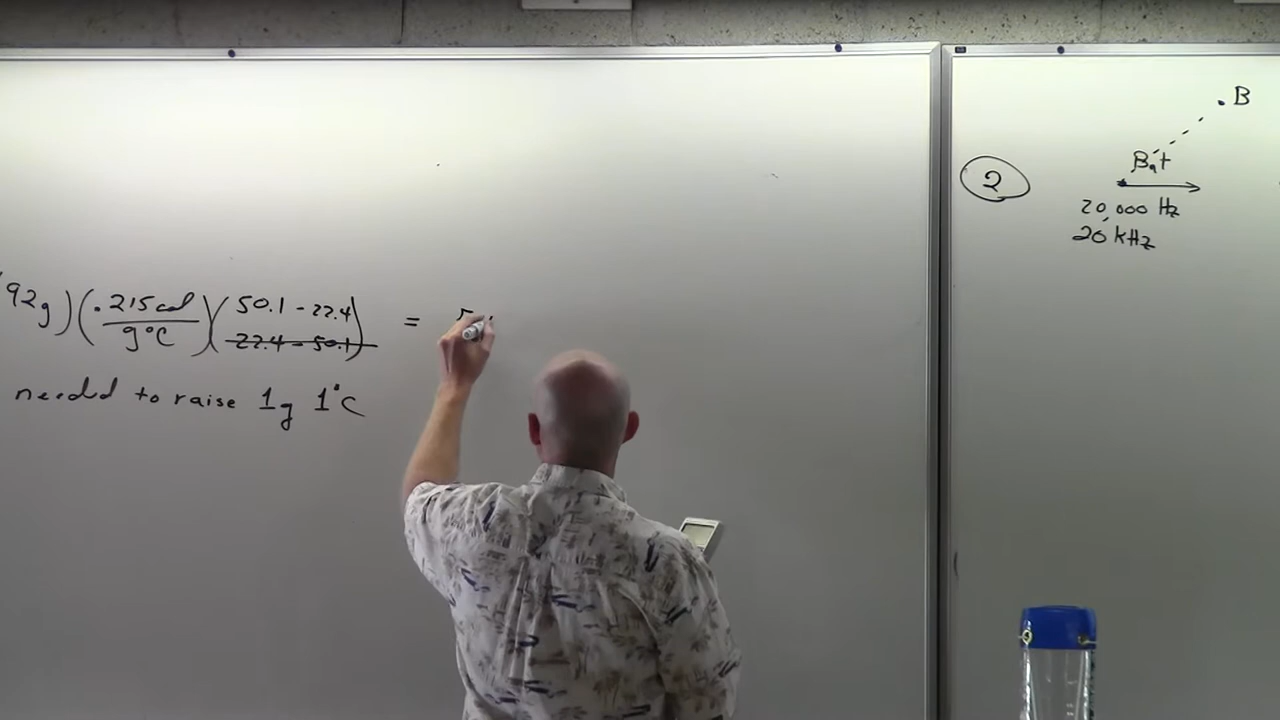 92g)(.215 cal / g°C)(50.1 - 22.4) =
22.4 - 50.1)
needed to raise 1g 1°C
B
Bat
2
20,000 Hz
20 kHz